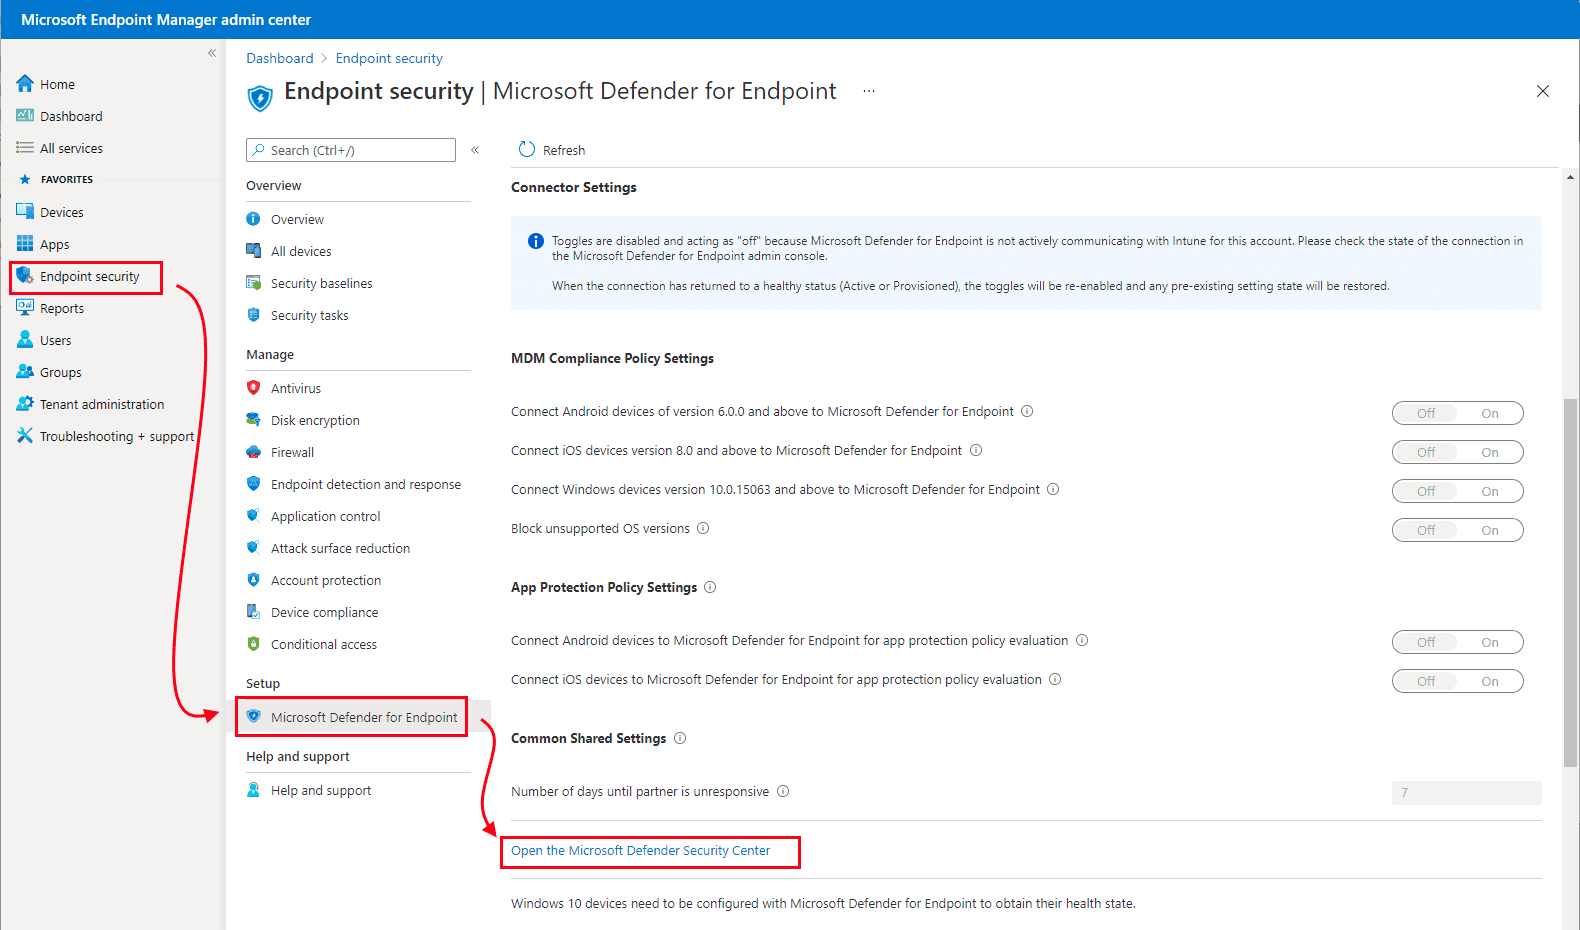 Microsoft Endpoint Manager admin center
«
Home
Dashboard
All services
FAVORITES
Devices
Apps
Endpoint security
Reports
Users
Groups
Tenant administration
Troubleshooting + support
Dashboard > Endpoint security
Endpoint security | Microsoft Defender for Endpoint ...
Search (Ctrl+/) «
Overview
Overview
All devices
Security baselines
Security tasks
Manage
Antivirus
Disk encryption
Firewall
Endpoint detection and response
Application control
Attack surface reduction
Account protection
Device compliance
Conditional access
Setup
Microsoft Defender for Endpoint
Help and support
Help and support
Refresh
Connector Settings
Toggles are disabled and acting as "off" because Microsoft Defender for Endpoint is not actively communicating with Intune for this account. Please check the state of the connection in
the Microsoft Defender for Endpoint admin console.
When the connection has returned to a healthy status (Active or Provisioned), the toggles will be re-enabled and any pre-existing setting state will be restored.
MDM Compliance Policy Settings
Connect Android devices of version 6.0.0 and above to Microsoft Defender for Endpoint Off On
Connect iOS devices version 8.0 and above to Microsoft Defender for Endpoint Off On
Connect Windows devices version 10.0.15063 and above to Microsoft Defender for Endpoint Off On
Block unsupported OS versions Off On
App Protection Policy Settings
Connect Android devices to Microsoft Defender for Endpoint for app protection policy evaluation Off On
Connect iOS devices to Microsoft Defender for Endpoint for app protection policy evaluation Off On
Common Shared Settings
Number of days until partner is unresponsive 7
Open the Microsoft Defender Security Center
Windows 10 devices need to be configured with Microsoft Defender for Endpoint to obtain their health state.